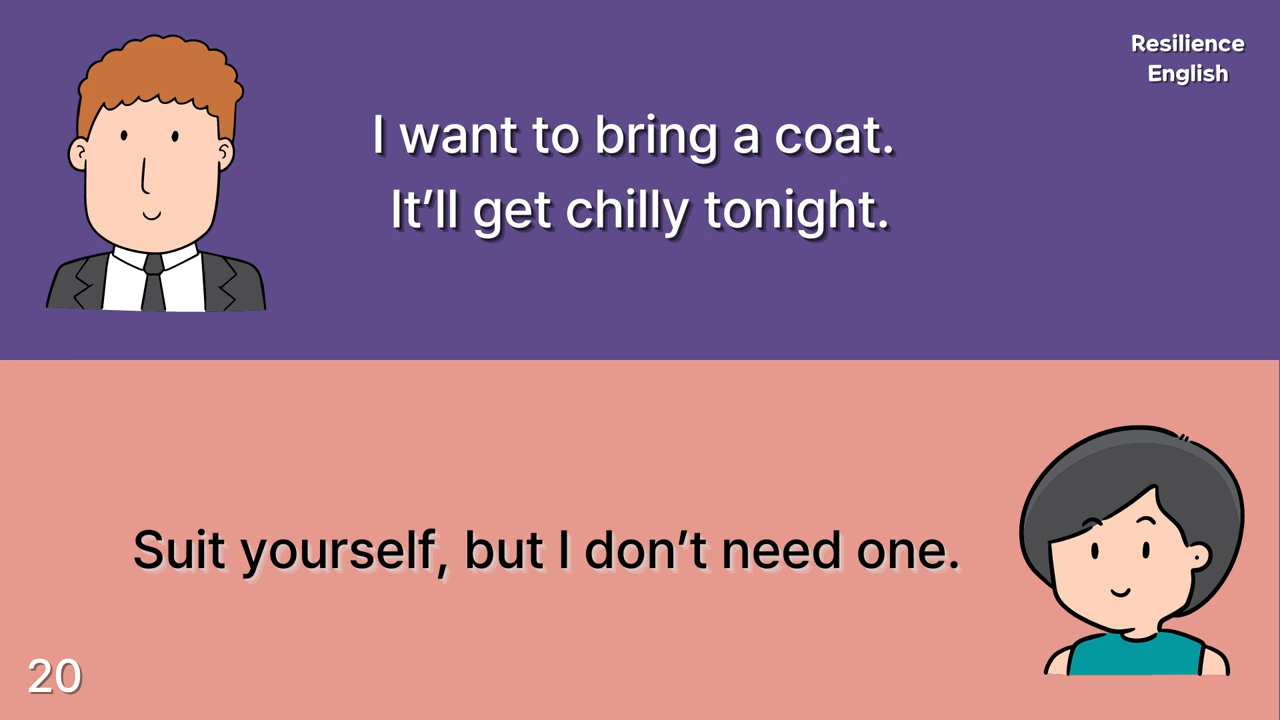 Resilience
English
I want to bring a coat.
It’ll get chilly tonight.
Suit yourself, but I don’t need one.
20